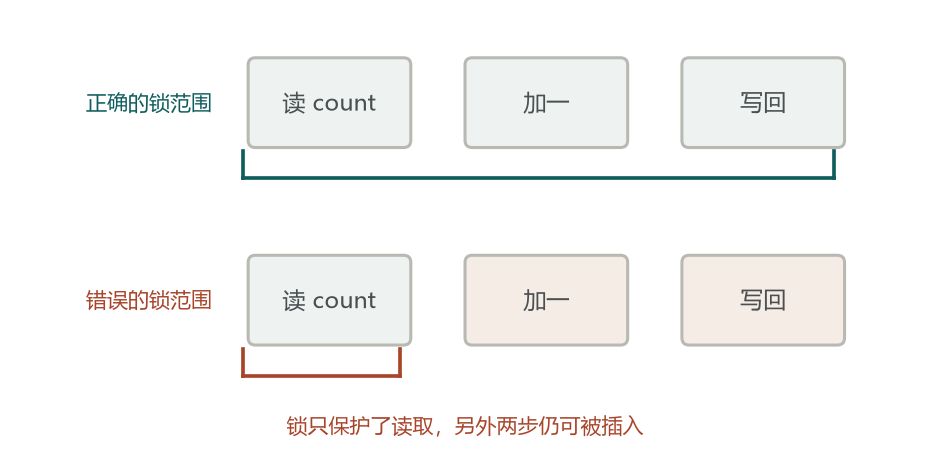 正确的锁范围
读 count
加一
写回
错误的锁范围
读 count
加一
写回
锁只保护了读取，另外两步仍可被插入